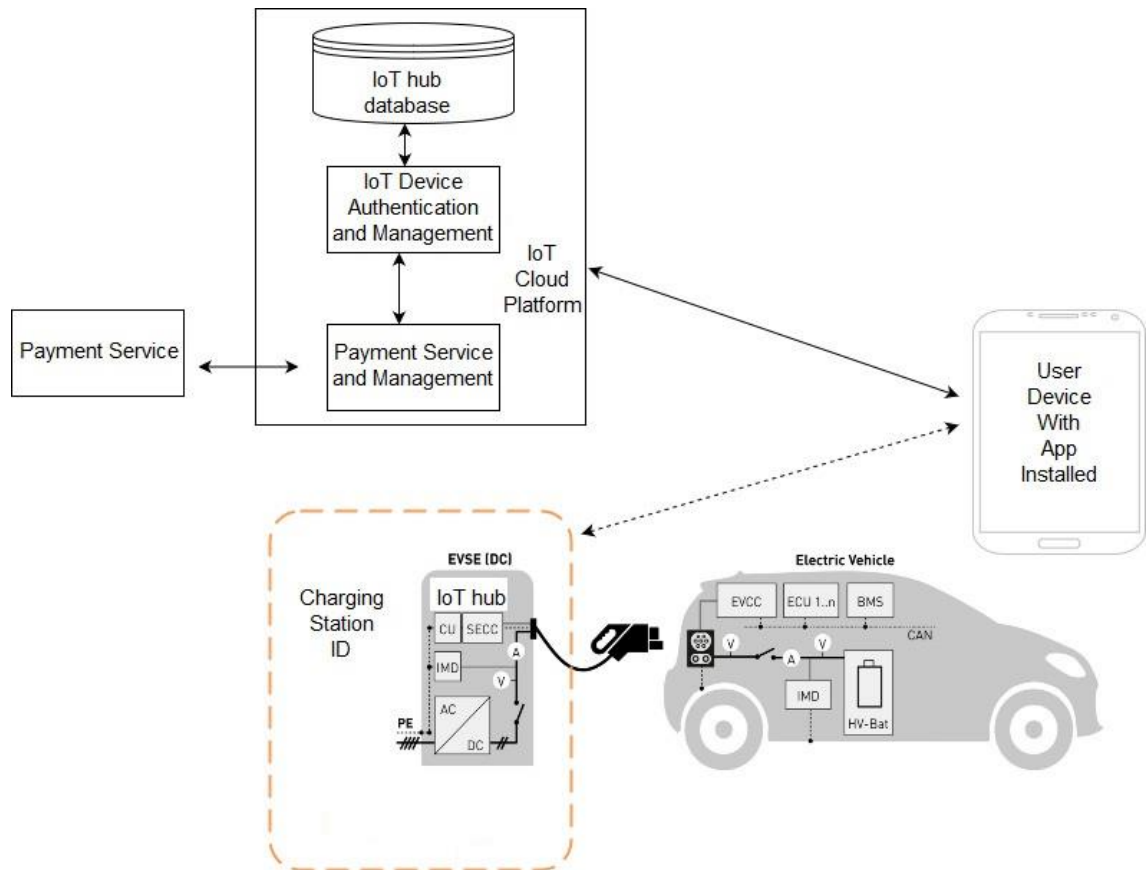 IoT hub
database
IoT Device
Authentication
and Management
IoT
Cloud
Platform
Payment Service
Payment Service
and Management
User
Device
With
App
Installed
Charging
Station
ID
EVSE (DC)
IoT hub
CU
SECC
A
IMD
V
AC
DC
PE
Electric Vehicle
EVCC
ECU 1..n
BMS
CAN
V
A
V
IMD
HV-Bat